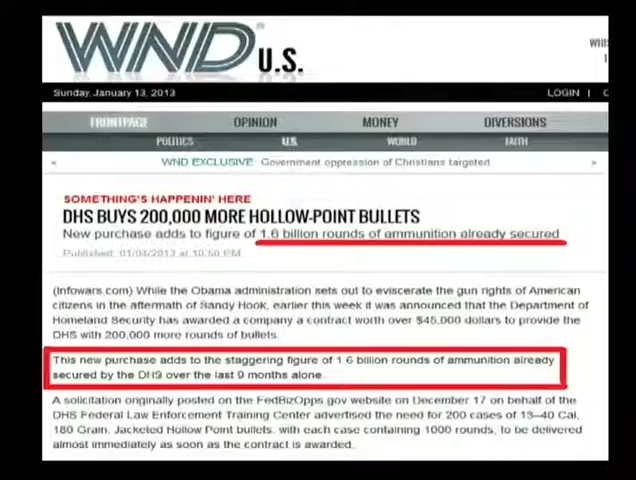 WND
U.S.
Sunday, January 13, 2013 LOGIN |
FRONTPAGE OPINION MONEY DIVERSIONS
POLITICS U.S. WORLD FAITH
WND EXCLUSIVE Government oppression of Christians targeted
SOMETHING'S HAPPENIN' HERE
DHS BUYS 200,000 MORE HOLLOW-POINT BULLETS
New purchase adds to figure of 1.6 billion rounds of ammunition already secured
Published: 01/04/2013 at 10:50 PM
(Infowars.com) While the Obama administration sets out to eviscerate the gun rights of American
citizens in the aftermath of Sandy Hook, earlier this week it was announced that the Department of
Homeland Security has awarded a company a contract worth over $45,000 dollars to provide the
DHS with 200,000 more rounds of bullets.
This new purchase adds to the staggering figure of 1.6 billion rounds of ammunition already
secured by the DHS over the last 9 months alone.
A solicitation originally posted on the FedBizOpps.gov website on December 17 on behalf of the
DHS Federal Law Enforcement Training Center advertised the need for 200 cases of 13-40 Cal,
180 Grain, Jacketed Hollow Point bullets, with each case containing 1000 rounds, to be delivered
almost immediately as soon as the contract is awarded.